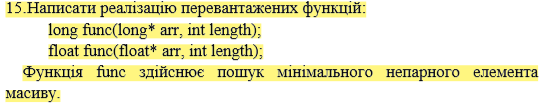 15.Написати реалізацію перевантажених функцій:
long func(long* arr, int length);
float func(float* arr, int length);
Функція func здійснює пошук мінімального непарного елемента
масиву.